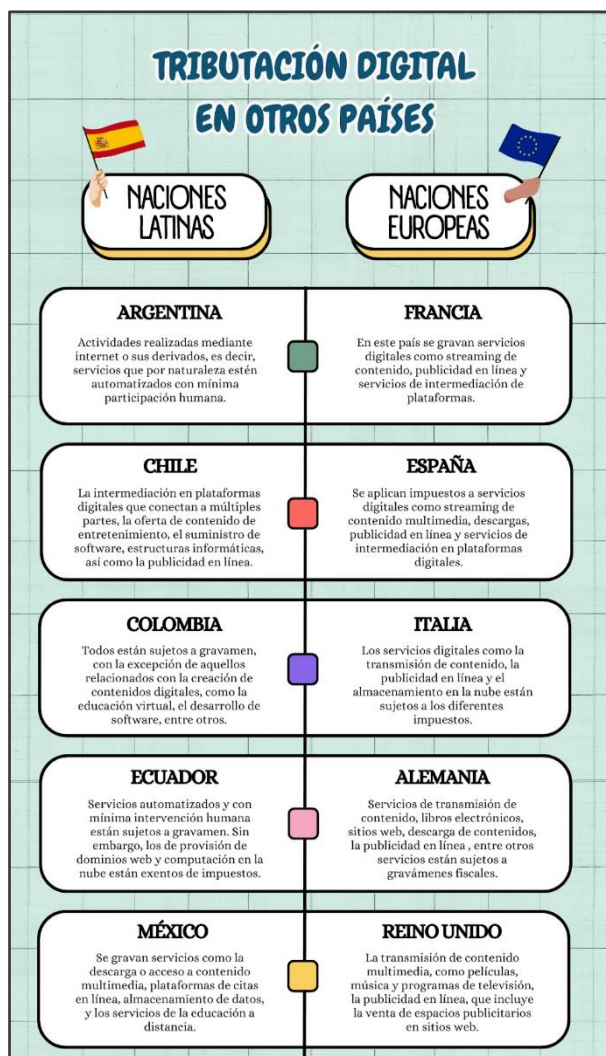 TRIBUTACIÓN DIGITAL
EN OTROS PAÍSES
NACIONES
LATINAS
NACIONES
EUROPEAS
ARGENTINA
Actividades realizadas mediante
internet o sus derivados, es decir,
servicios que por naturaleza estén
automatizados con mínima
participación humana.
FRANCIA
En este país se gravan servicios
digitales como streaming de
contenido, publicidad en línea y
servicios de intermediación de
plataformas.
CHILE
La intermediación en plataformas
digitales que conectan a múltiples
partes, la oferta de contenido de
entretenimiento, el suministro de
software, estructuras informáticas,
así como la publicidad en línea.
ESPAÑA
Se aplican impuestos a servicios
digitales como streaming de
contenido multimedia, descargas,
publicidad en línea y servicios de
intermediación en plataformas
digitales.
COLOMBIA
Todos están sujetos a gravamen,
con la excepción de aquellos
relacionados con la creación de
contenidos digitales, como la
educación virtual, el desarrollo de
software, entre otros.
ITALIA
Los servicios digitales como la
transmisión de contenido, la
publicidad en línea y el
almacenamiento en la nube están
sujetos a los diferentes
impuestos.
ECUADOR
Servicios automatizados y con
mínima intervención humana
están sujetos a gravamen. Sin
embargo, los de provisión de
dominios web y computación en la
nube están exentos de impuestos.
ALEMANIA
Servicios de transmisión de
contenido, libros electrónicos,
sitios web, descarga de contenidos,
la publicidad en línea , entre otros
servicios están sujetos a
gravámenes fiscales.
MÉXICO
Se gravan servicios como la
descarga o acceso a contenido
multimedia, plataformas de citas
en línea, almacenamiento de datos,
y los servicios de la educación a
distancia.
REINO UNIDO
La transmisión de contenido
multimedia, como películas,
música y programas de televisión,
la publicidad en línea, que incluye
la venta de espacios publicitarios
en sitios web.